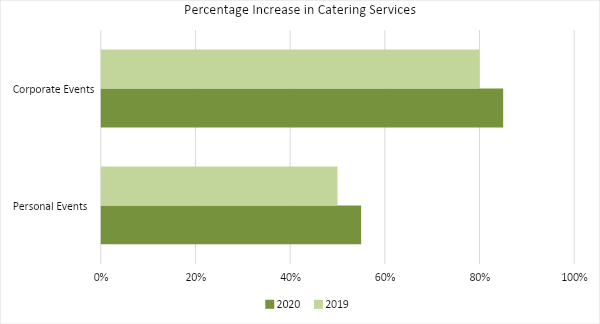 Percentage Increase in Catering Services
Corporate Events
Personal Events
0% 20% 40% 60% 80% 100%
2020 2019